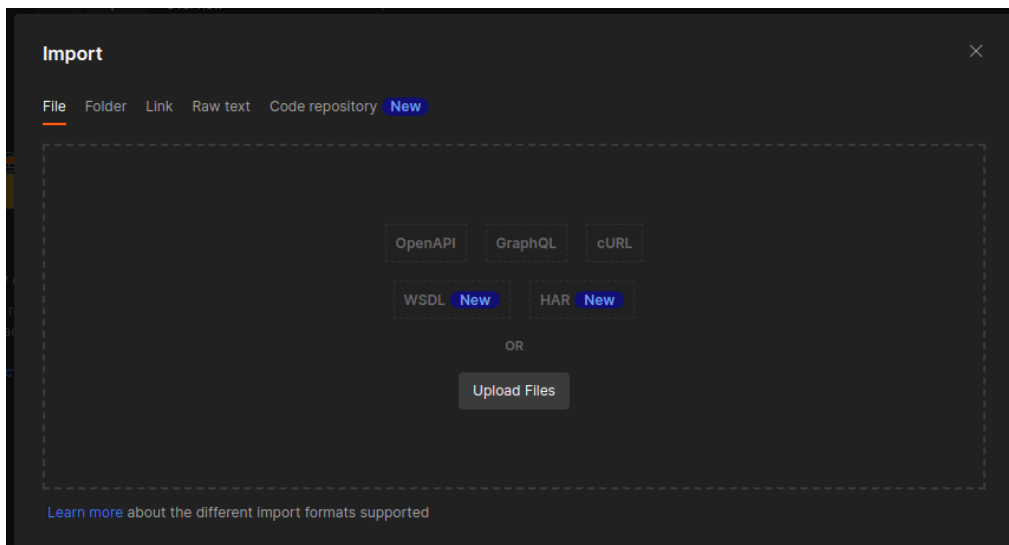 Import
File Folder Link Raw text Code repository New
OpenAPI GraphQL cURL
WSDL New HAR New
OR
Upload Files
Learn more about the different import formats supported